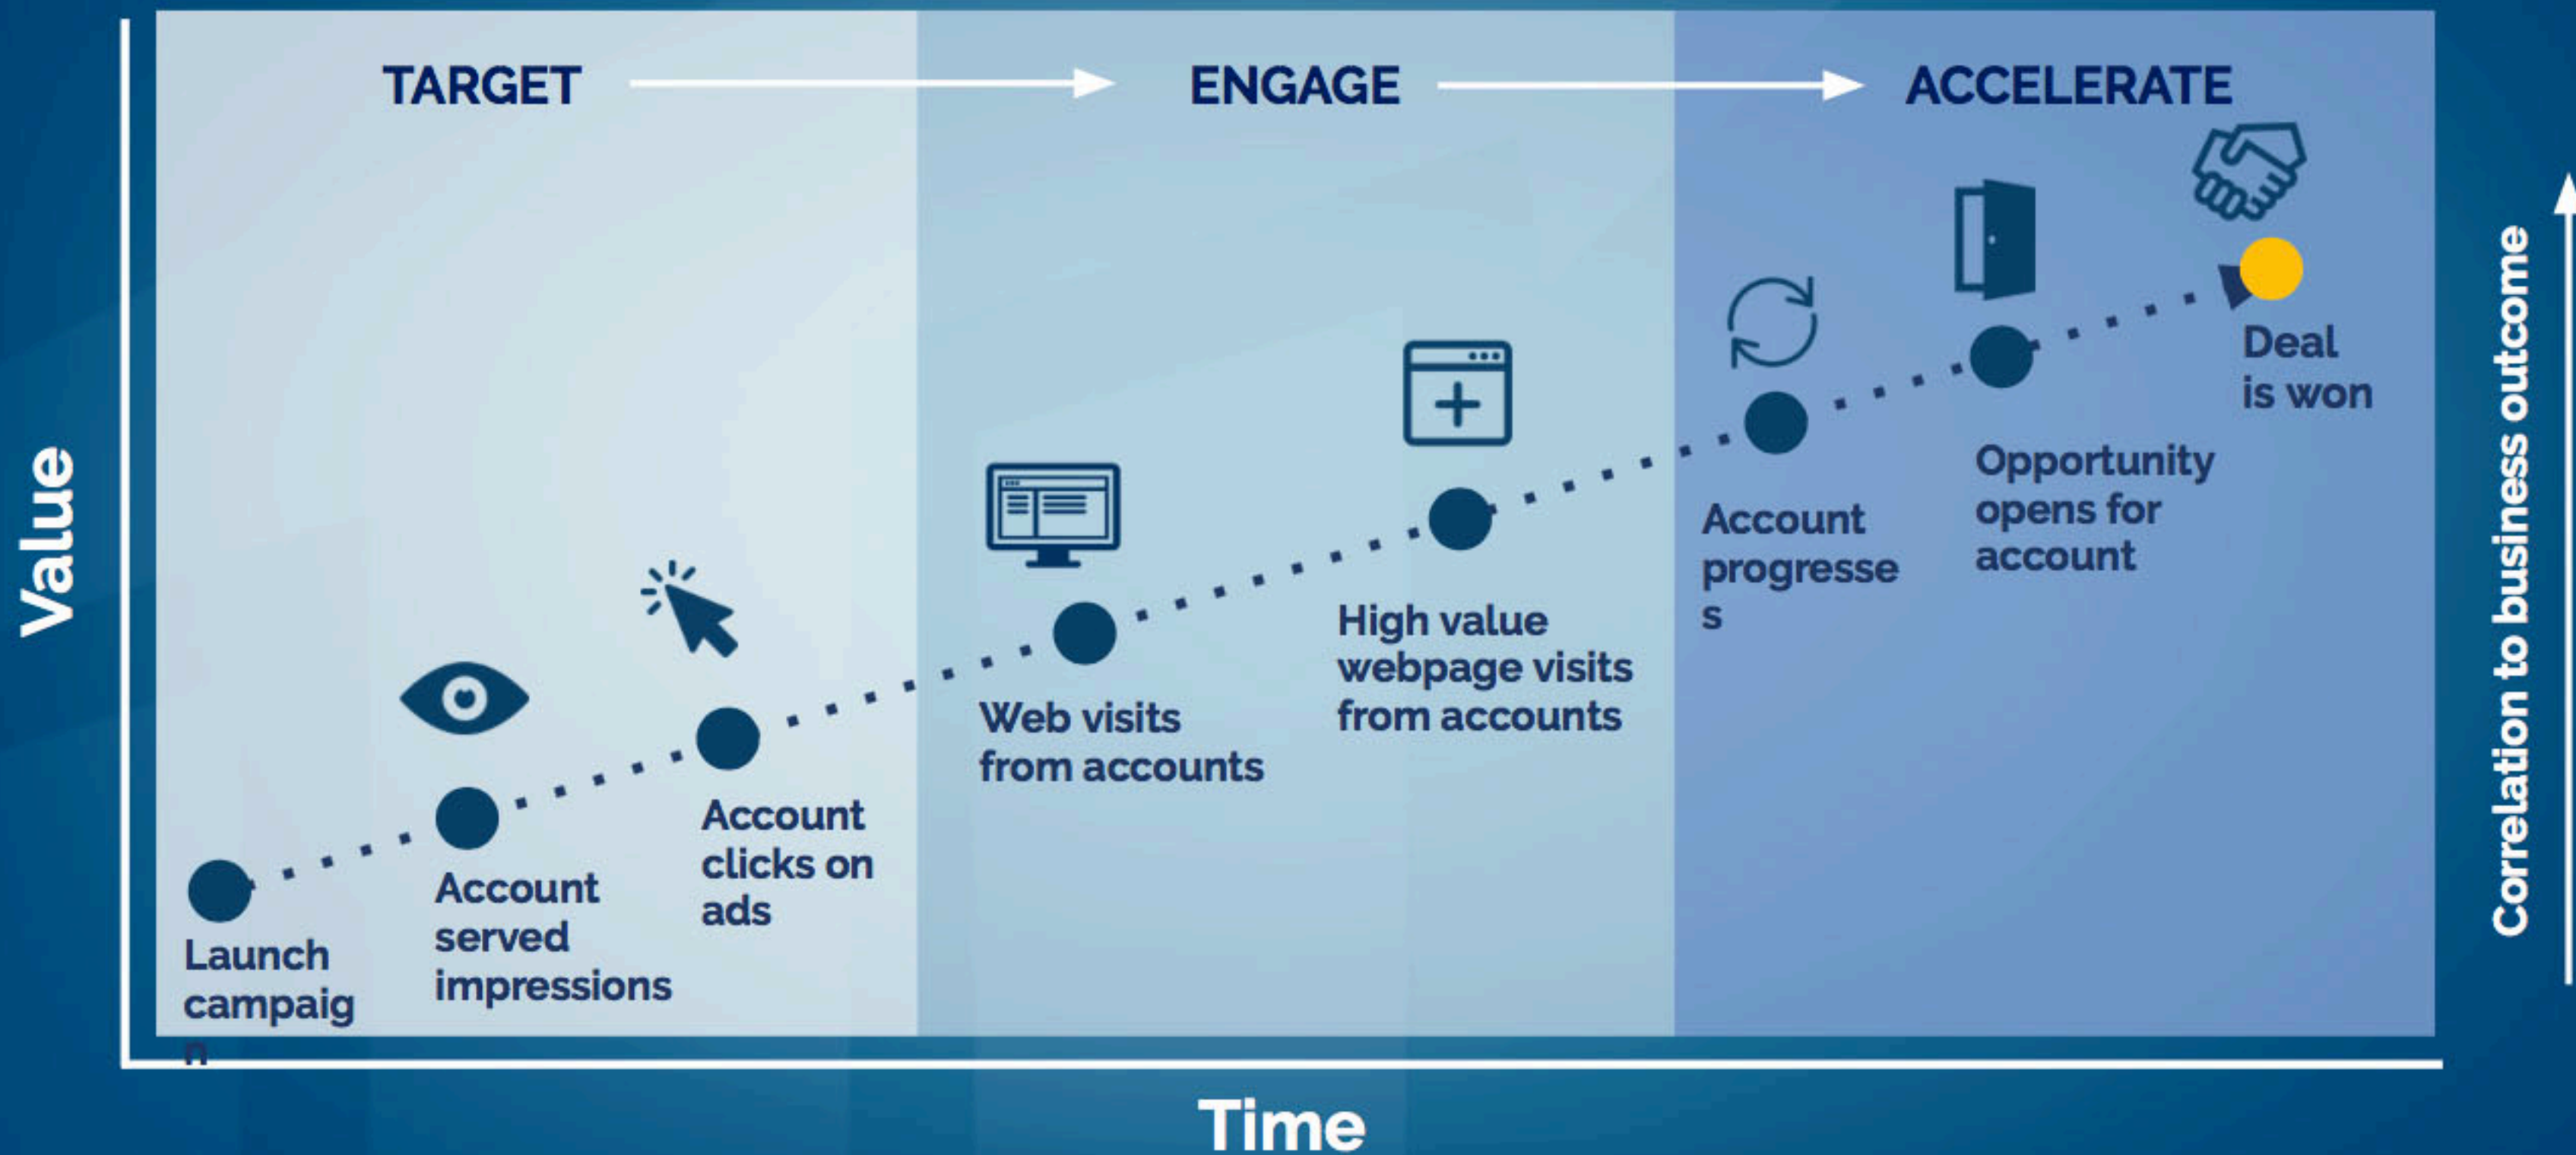 TARGET
ENGAGE
ACCELERATE
Value
Launch
campaig
n
Account
served
impressions
Account
clicks on
ads
Web visits
from accounts
High value
webpage visits
from accounts
Account
progresse
s
Opportunity
opens for
account
Deal
is won
Correlation to business outcome
Time